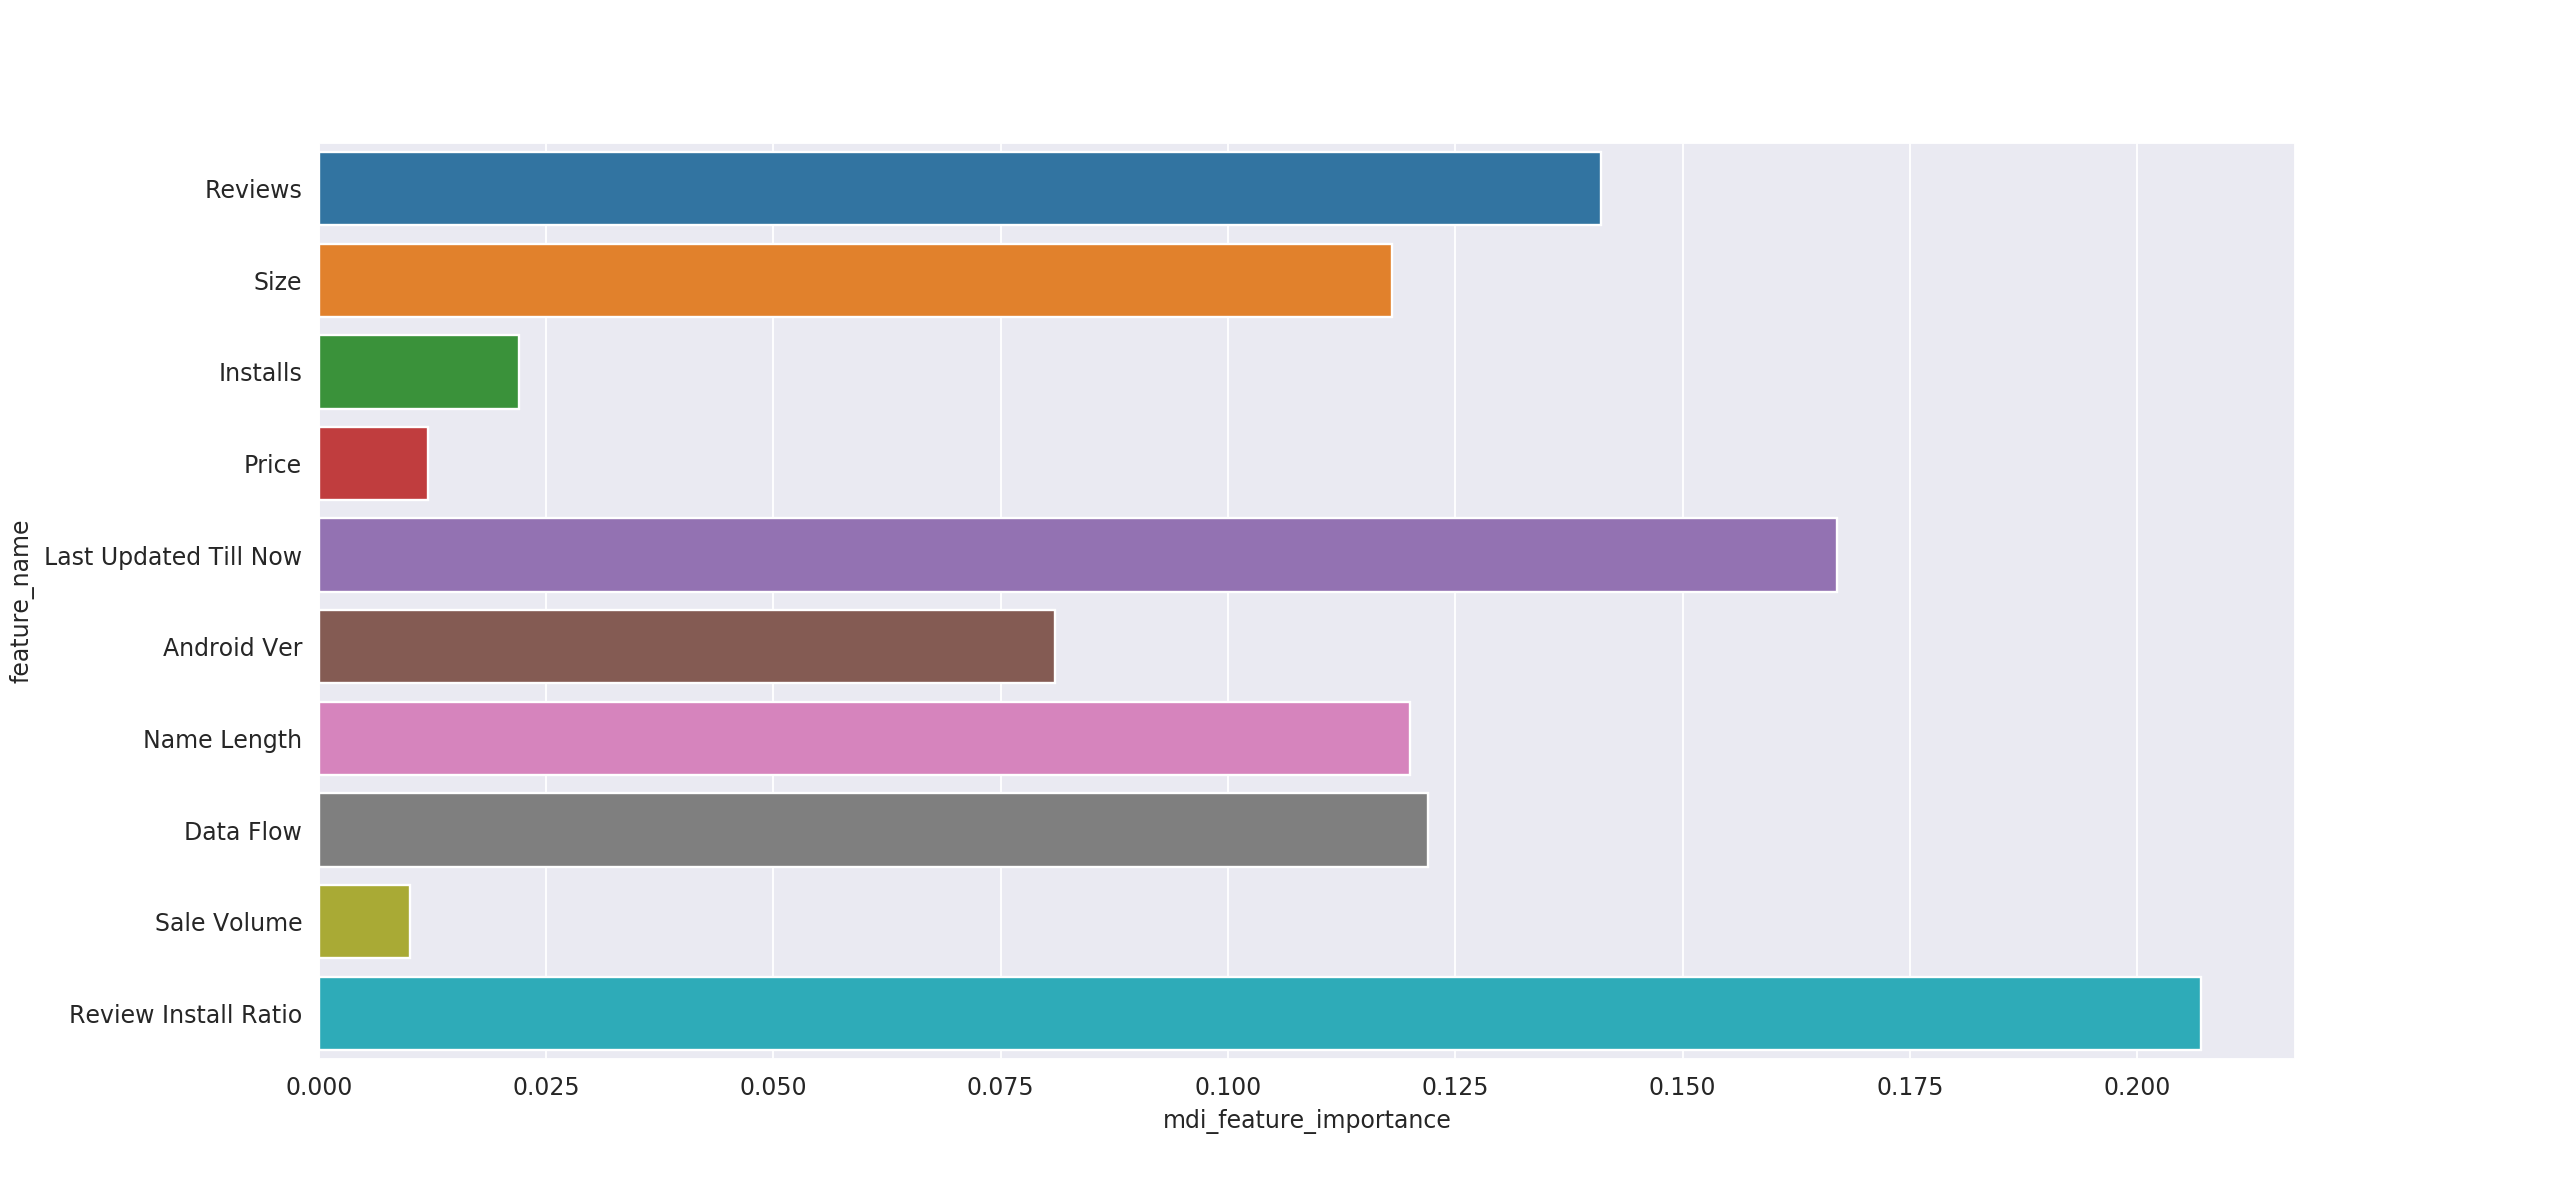 feature_name
Reviews
Size
Installs
Price
Last Updated Till Now
Android Ver
Name Length
Data Flow
Sale Volume
Review Install Ratio
0.000 0.025 0.050 0.075 0.100 0.125 0.150 0.175 0.200
mdi_feature_importance